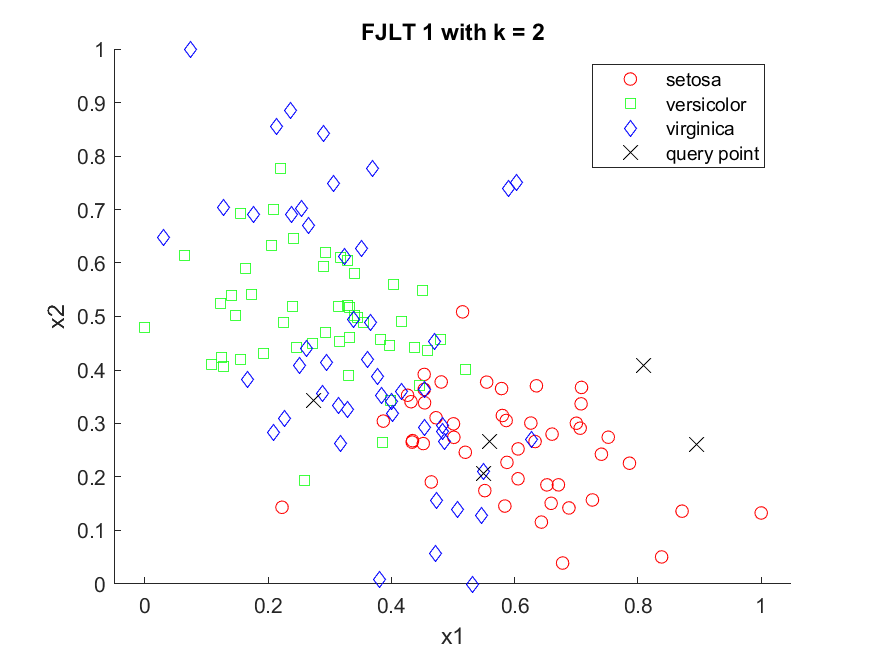 FJLT 1 with k = 2
setosa
versicolor
virginica
query point
1
0.9
0.8
0.7
0.6
0.5
0.4
0.3
0.2
0.1
0
x2
0 0.2 0.4 0.6 0.8 1
x1